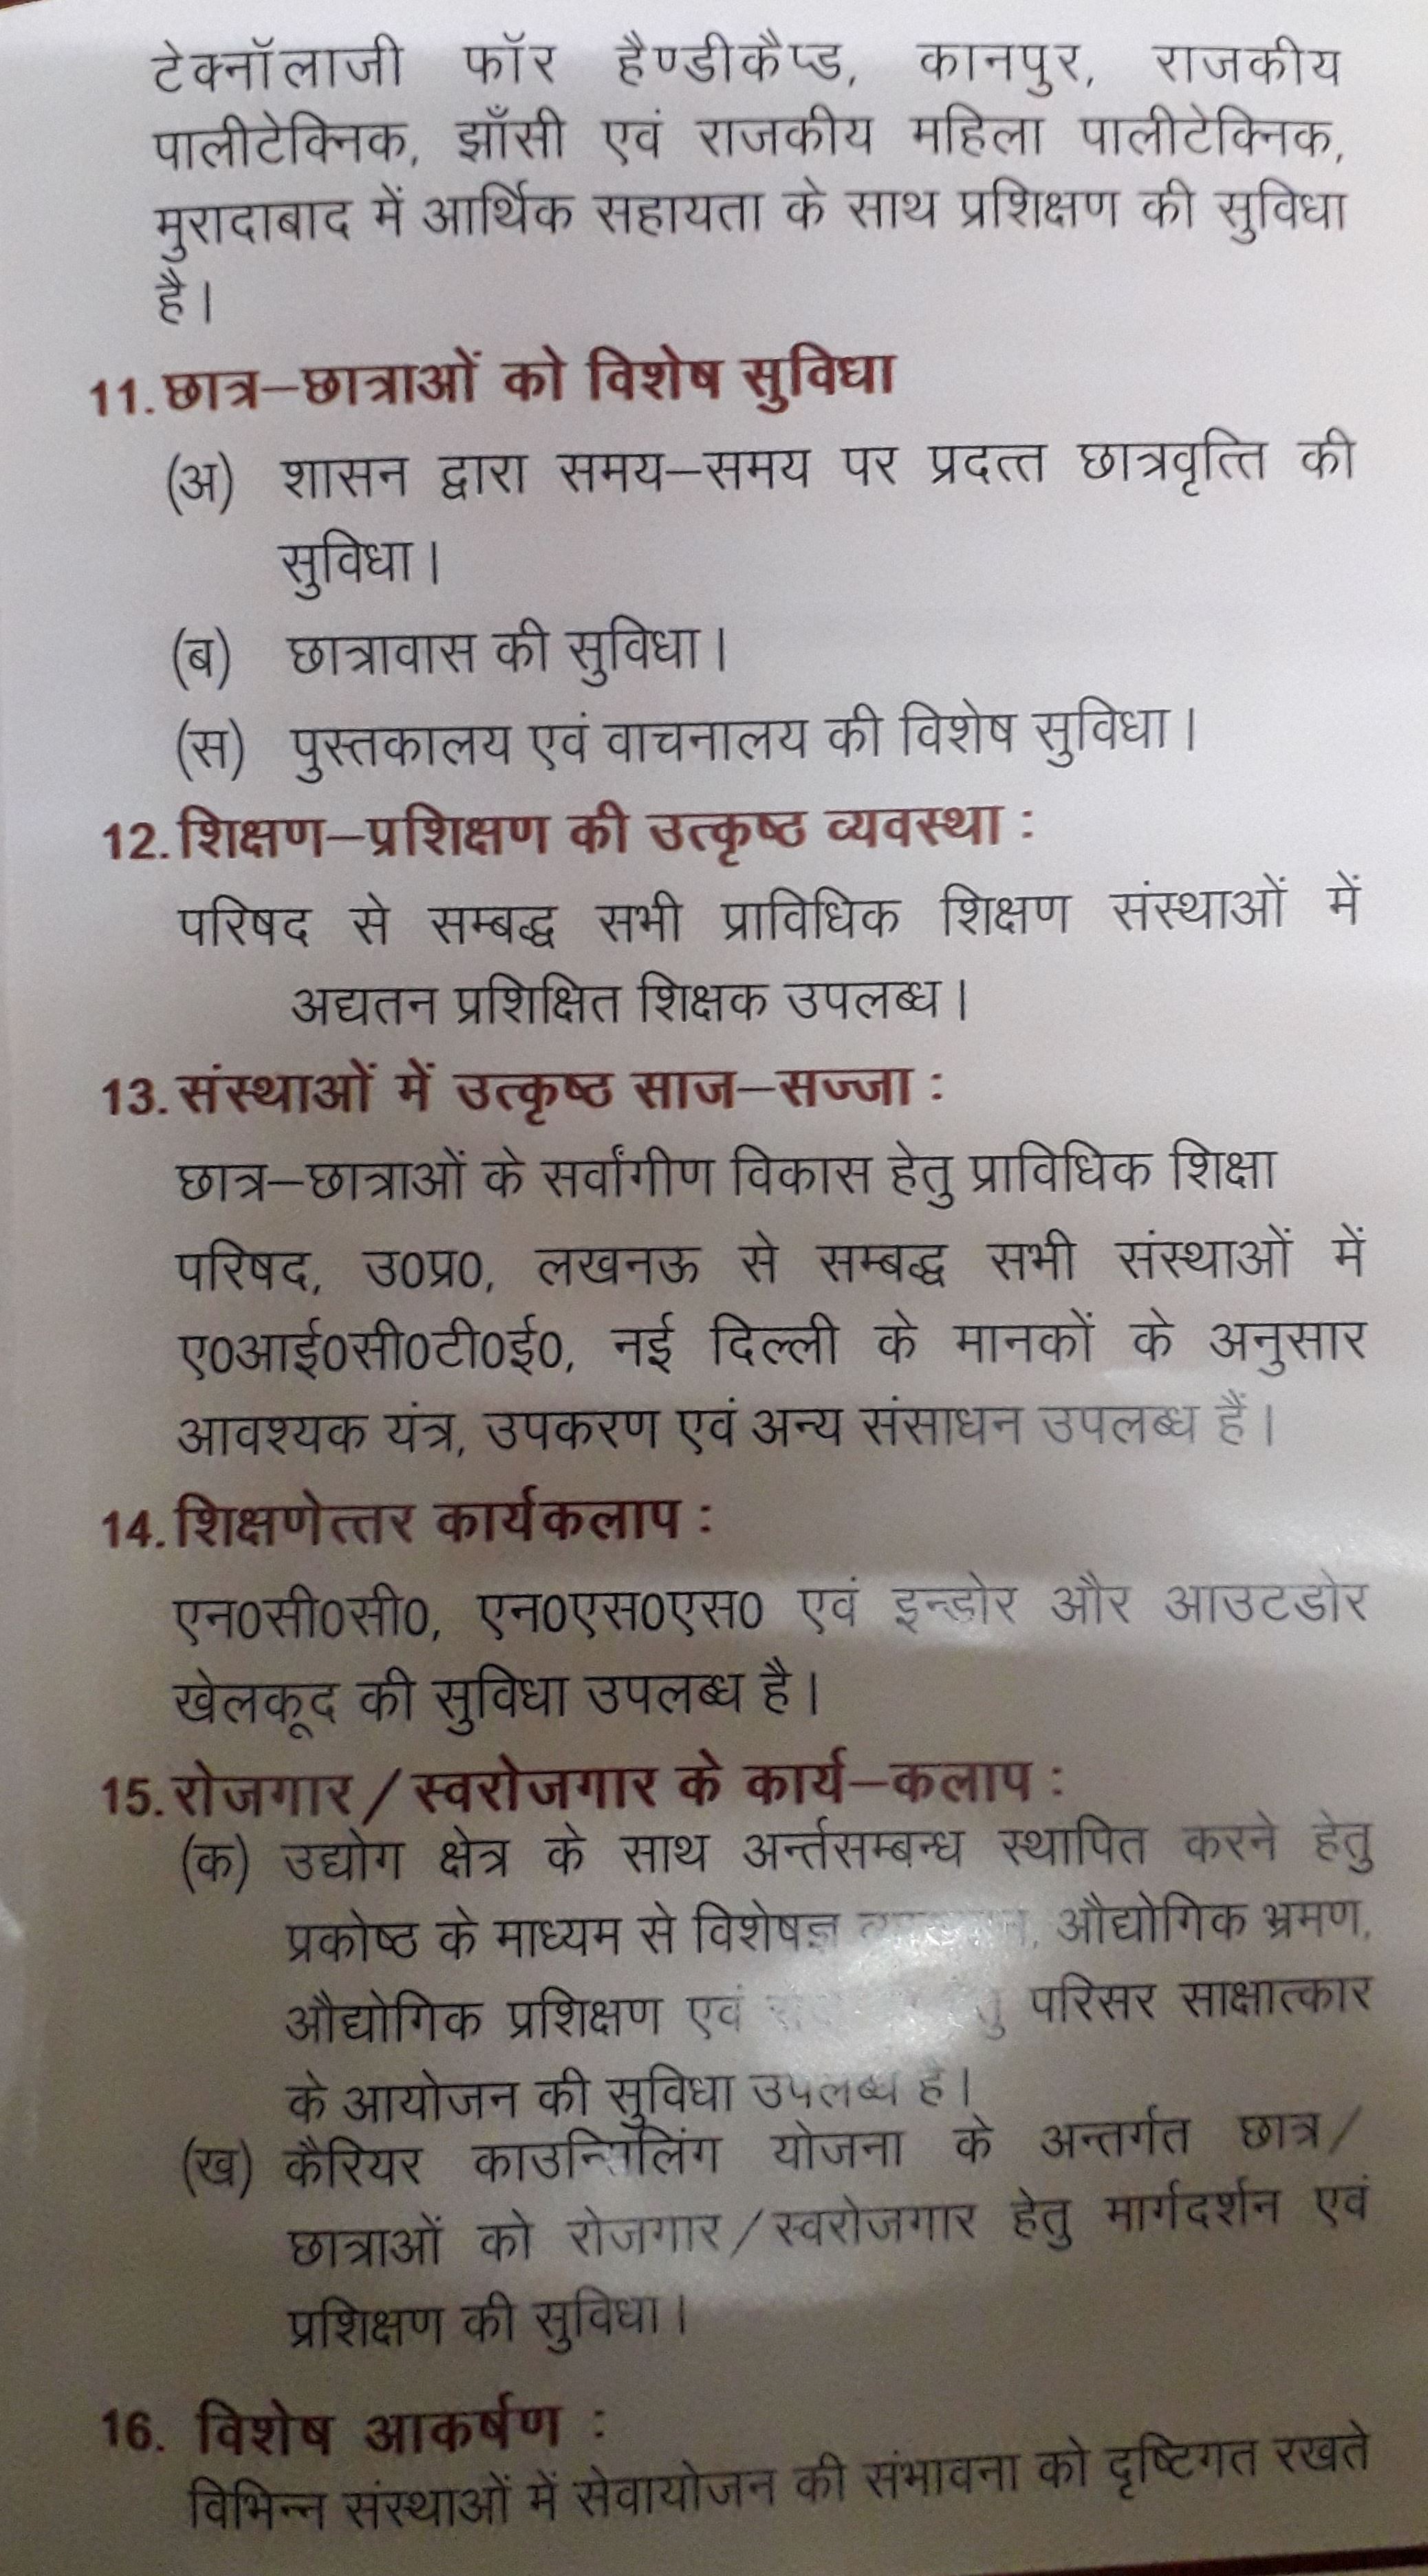 टेक्नॉलाजी फॉर हैण्डीकैप्ड, कानपुर, राजकीय
पालीटेक्निक, झाँसी एवं राजकीय महिला पालीटेक्निक,
मुरादाबाद में आर्थिक सहायता के साथ प्रशिक्षण की सुविधा
है।
11. छात्र–छात्राओं को विशेष सुविधा
(अ) शासन द्वारा समय–समय पर प्रदत्त छात्रवृत्ति की
सुविधा।
(ब) छात्रावास की सुविधा।
(स) पुस्तकालय एवं वाचनालय की विशेष सुविधा।
12. शिक्षण–प्रशिक्षण की उत्कृष्ठ व्यवस्था :
परिषद से सम्बद्ध सभी प्राविधिक शिक्षण संस्थाओं में
अद्यतन प्रशिक्षित शिक्षक उपलब्ध।
13. संस्थाओं में उत्कृष्ठ साज–सज्जा :
छात्र–छात्राओं के सर्वांगीण विकास हेतु प्राविधिक शिक्षा
परिषद, उ0प्र0, लखनऊ से सम्बद्ध सभी संस्थाओं में
ए0आई0सी0टी0ई0, नई दिल्ली के मानकों के अनुसार
आवश्यक यंत्र, उपकरण एवं अन्य संसाधन उपलब्ध हैं।
14. शिक्षणेत्तर कार्यकलाप :
एन0सी0सी0, एन0एस0एस0 एवं इन्डोर और आउटडोर
खेलकूद की सुविधा उपलब्ध है।
15. रोजगार/स्वरोजगार के कार्य–कलाप :
(क) उद्योग क्षेत्र के साथ अर्न्तसम्बन्ध स्थापित करने हेतु
प्रकोष्ठ के माध्यम से विशेषज्ञ औद्योगिक भ्रमण,
औद्योगिक प्रशिक्षण एवं परिसर साक्षात्कार
के आयोजन की सुविधा उपलब्ध है।
(ख) कैरियर काउन्सिलिंग योजना के अन्तर्गत छात्र/
छात्राओं को रोजगार/स्वरोजगार हेतु मार्गदर्शन एवं
प्रशिक्षण की सुविधा।
16. विशेष आकर्षण :
विभिन्न संस्थाओं में सेवायोजन की संभावना को दृष्टिगत रखते